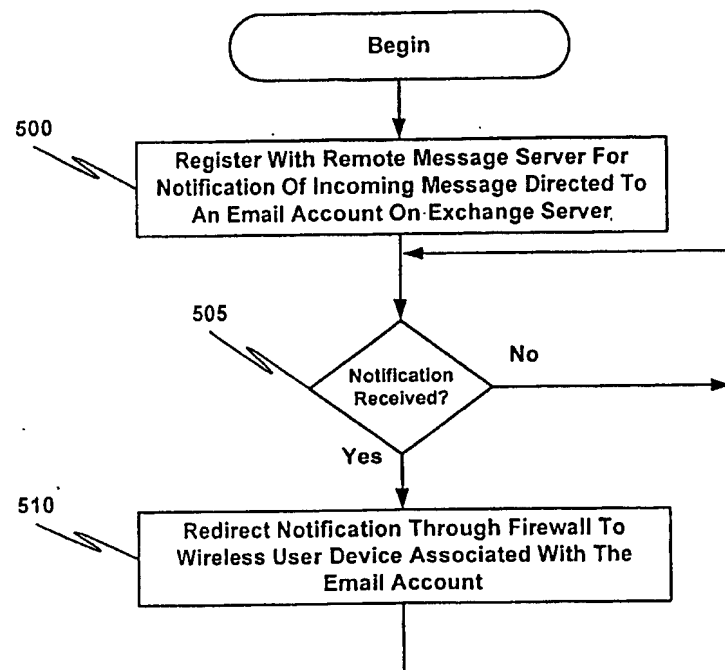 Begin
500
Register With Remote Message Server For
Notification Of Incoming Message Directed To
An Email Account On Exchange Server.
505
Notification
Received?
No
Yes
510
Redirect Notification Through Firewall To
Wireless User Device Associated With The
Email Account